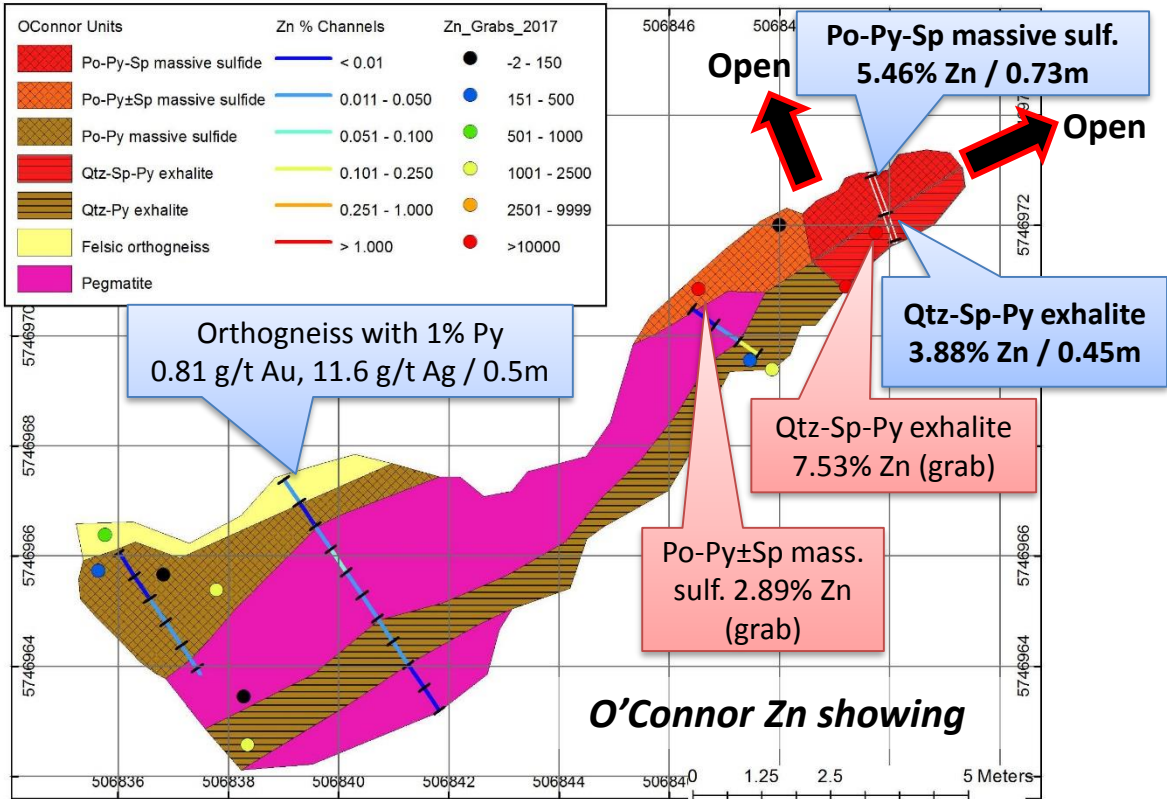 OConnor Units
Po-Py-Sp massive sulfide
Po-Py±Sp massive sulfide
Po-Py massive sulfide
Qtz-Sp-Py exhalite
Qtz-Py exhalite
Felsic orthogneiss
Pegmatite
Zn % Channels
< 0.01
0.011 - 0.050
0.051 - 0.100
0.101 - 0.250
0.251 - 1.000
> 1.000
Zn_Grabs_2017
-2 - 150
151 - 500
501 - 1000
1001 - 2500
2501 - 9999
>10000
506846
Open
Po-Py-Sp massive sulf.
5.46% Zn / 0.73m
Open
5746972
Qtz-Sp-Py exhalite
3.88% Zn / 0.45m
5746970
Orthogneiss with 1% Py
0.81 g/t Au, 11.6 g/t Ag / 0.5m
Qtz-Sp-Py exhalite
7.53% Zn (grab)
5746968
5746968
Po-Py±Sp mass.
sulf. 2.89% Zn
(grab)
5746966
5746966
5746964
5746964
O'Connor Zn showing
506836
506838
506840
506842
506844
0
1.25
2.5
5 Meters